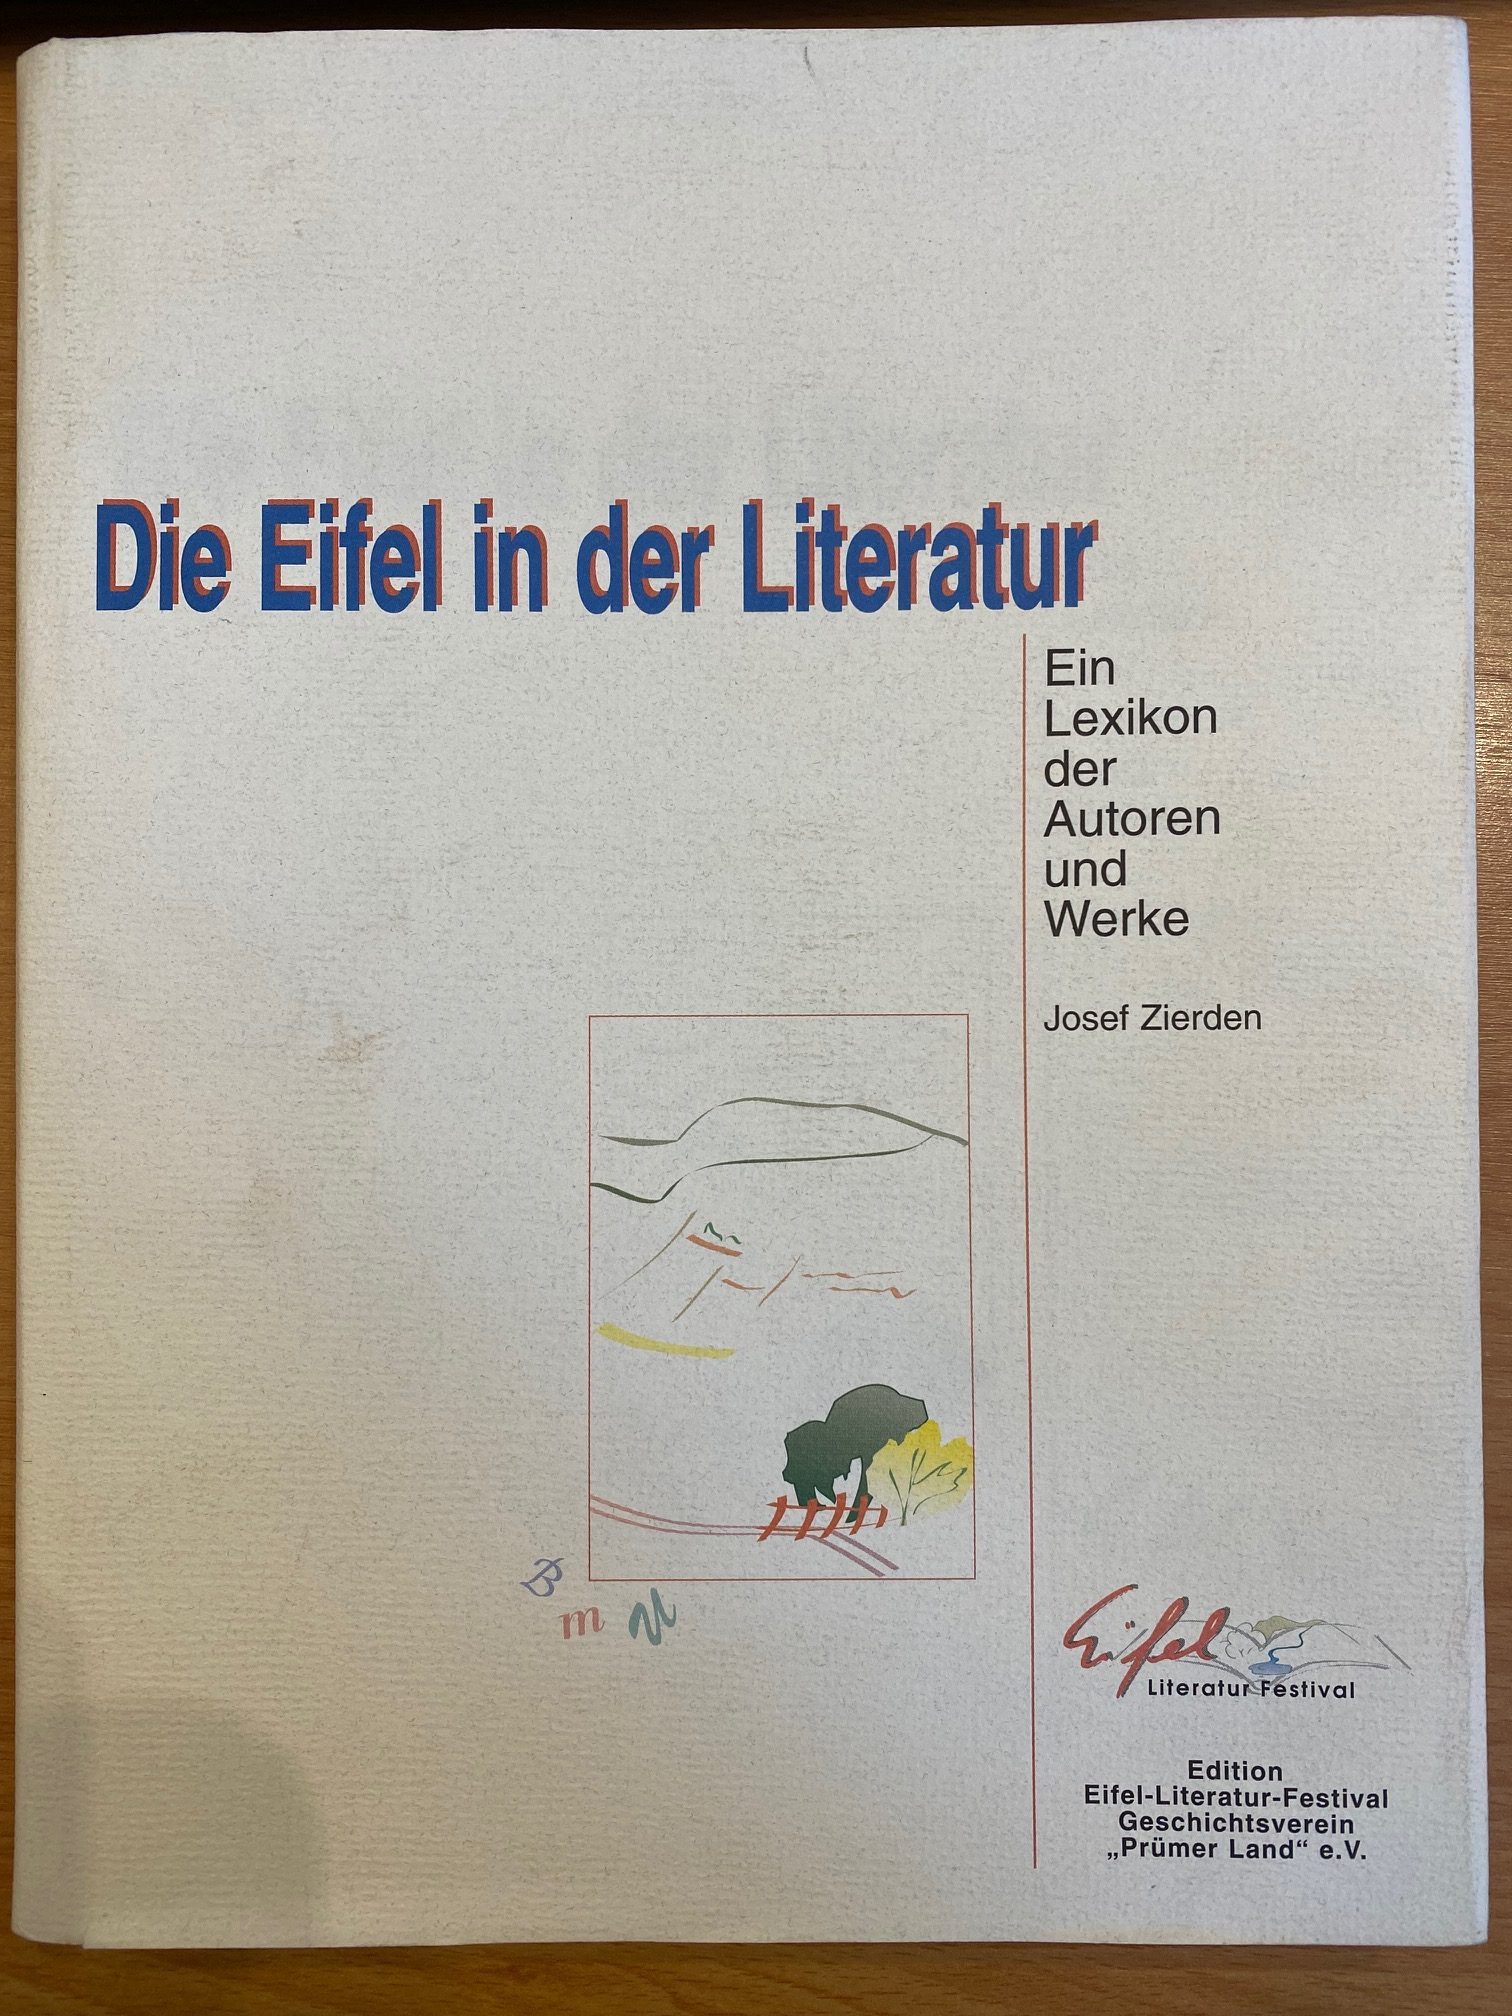 Die Eifel in der Literatur
Ein
Lexikon
der
Autoren
und
Werke
Josef Zierden
B
m
Eifel
Literatur Festival
Edition
Eifel-Literatur-Festival
Geschichtsverein
„Prümer Land“ e.V.